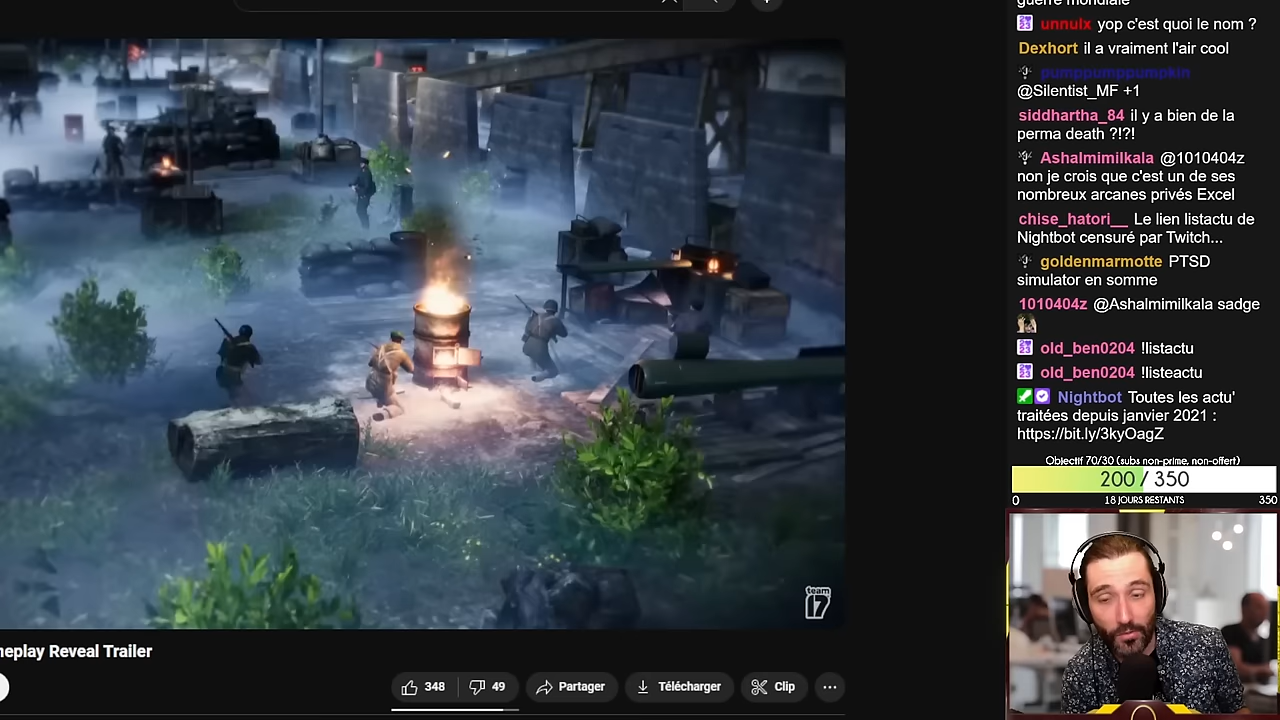 team
17
eplay Reveal Trailer
348
49
Partager
Télécharger
Clip
guerre mondiale
unnulx yop c'est quoi le nom ?
Dexhort il a vraiment l'air cool
pumppumppumpkin
@Silentist_MF +1
siddhartha_84 il y a bien de la
perma death ?!?!
Ashalmimilkala @1010404z
non je crois que c'est un de ses
nombreux arcanes privés Excel
chise_hatori__ Le lien listactu de
Nightbot censuré par Twitch...
goldenmarmotte PTSD
simulator en somme
1010404z @Ashalmimilkala sadge
old_ben0204 !listactu
old_ben0204 !listeactu
Nightbot Toutes les actu'
traitées depuis janvier 2021 :
https://bit.ly/3kyOagZ
Objectif 70/30 (subs non-prime, non-offert)
200 / 350
0 18 JOURS RESTANTS 350